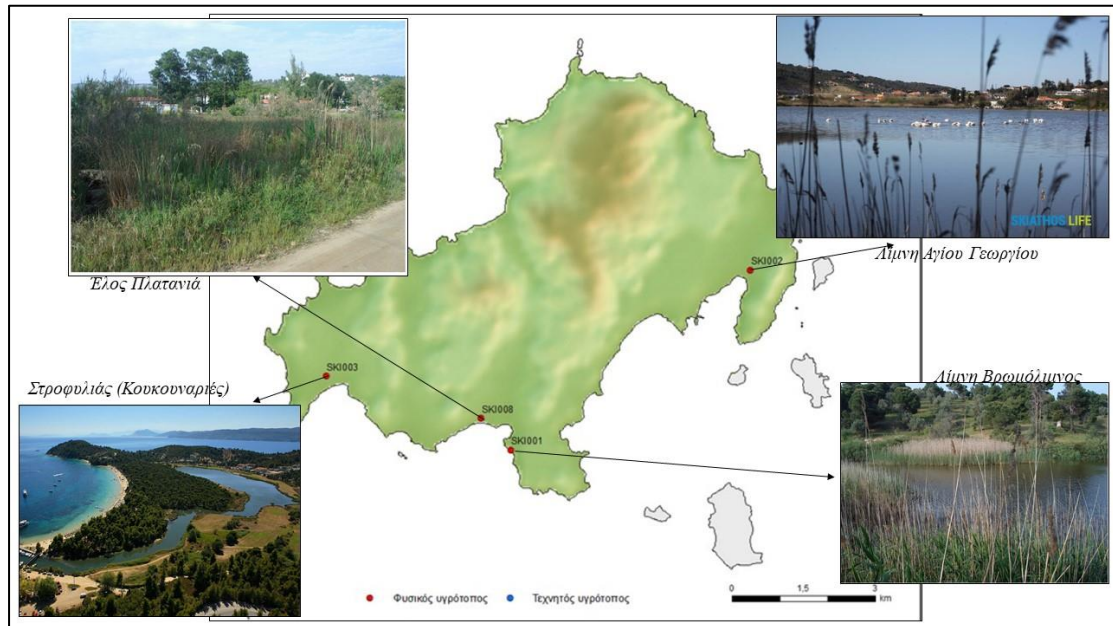 SKIATHOS LIFE
Έλος Πλατανιά
Λίμνη Αγίου Γεωργίου
SKI002
Στροφυλιάς (Κουκουναριές)
SKI003
Λίμνη Βρωμόλιμνος
SKI008
SKI001
Φυσικός υγρότοπος
Τεχνητός υγρότοπος
0 1,5 3
km